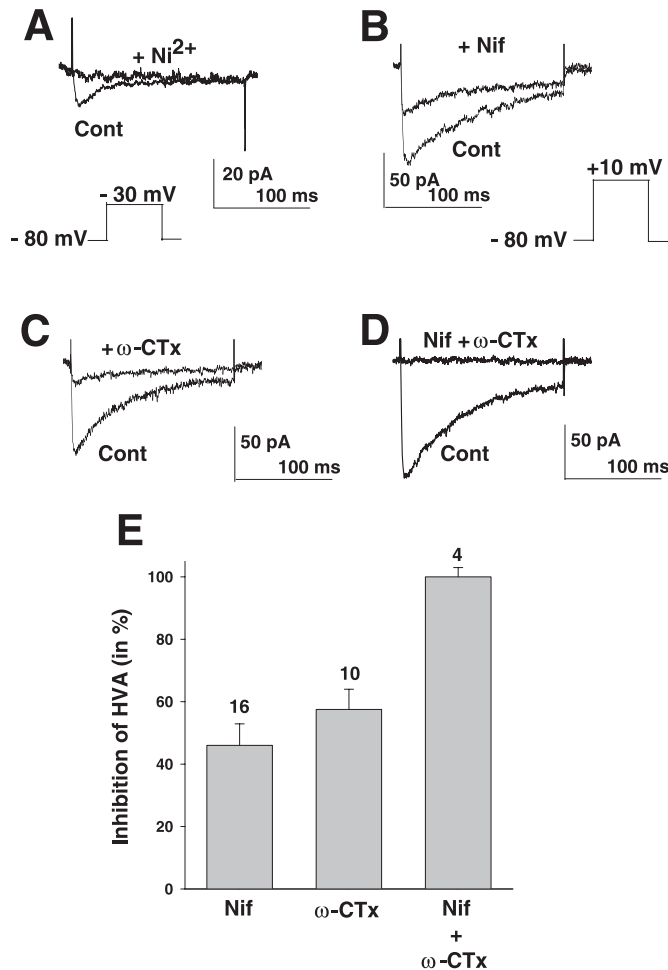 A
+ Ni2+
Cont
20 pA
100 ms
- 30 mV
- 80 mV
B
+ Nif
Cont
50 pA
100 ms
+10 mV
- 80 mV
C
+ ω-CTx
Cont
50 pA
100 ms
D
Nif + ω-CTx
Cont
50 pA
100 ms
E
Inhibition of HVA (in %)
100
80
60
40
20
0
16
10
4
Nif
ω-CTx
Nif
+
ω-CTx